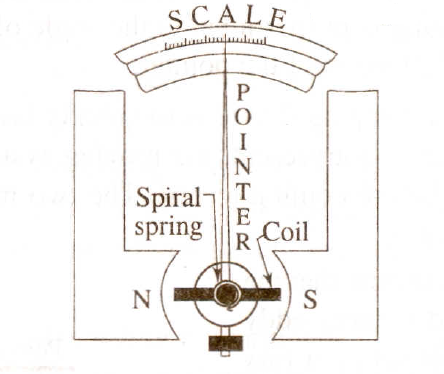 SCALE
POINTER
Spiral
spring
Coil
N
S